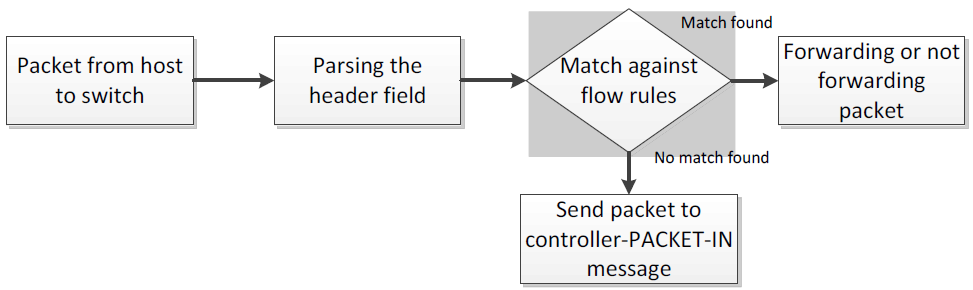 Packet from host
to switch
Parsing the
header field
Match against
flow rules
Match found
Forwarding or not
forwarding
packet
No match found
Send packet to
controller-PACKET-IN
message